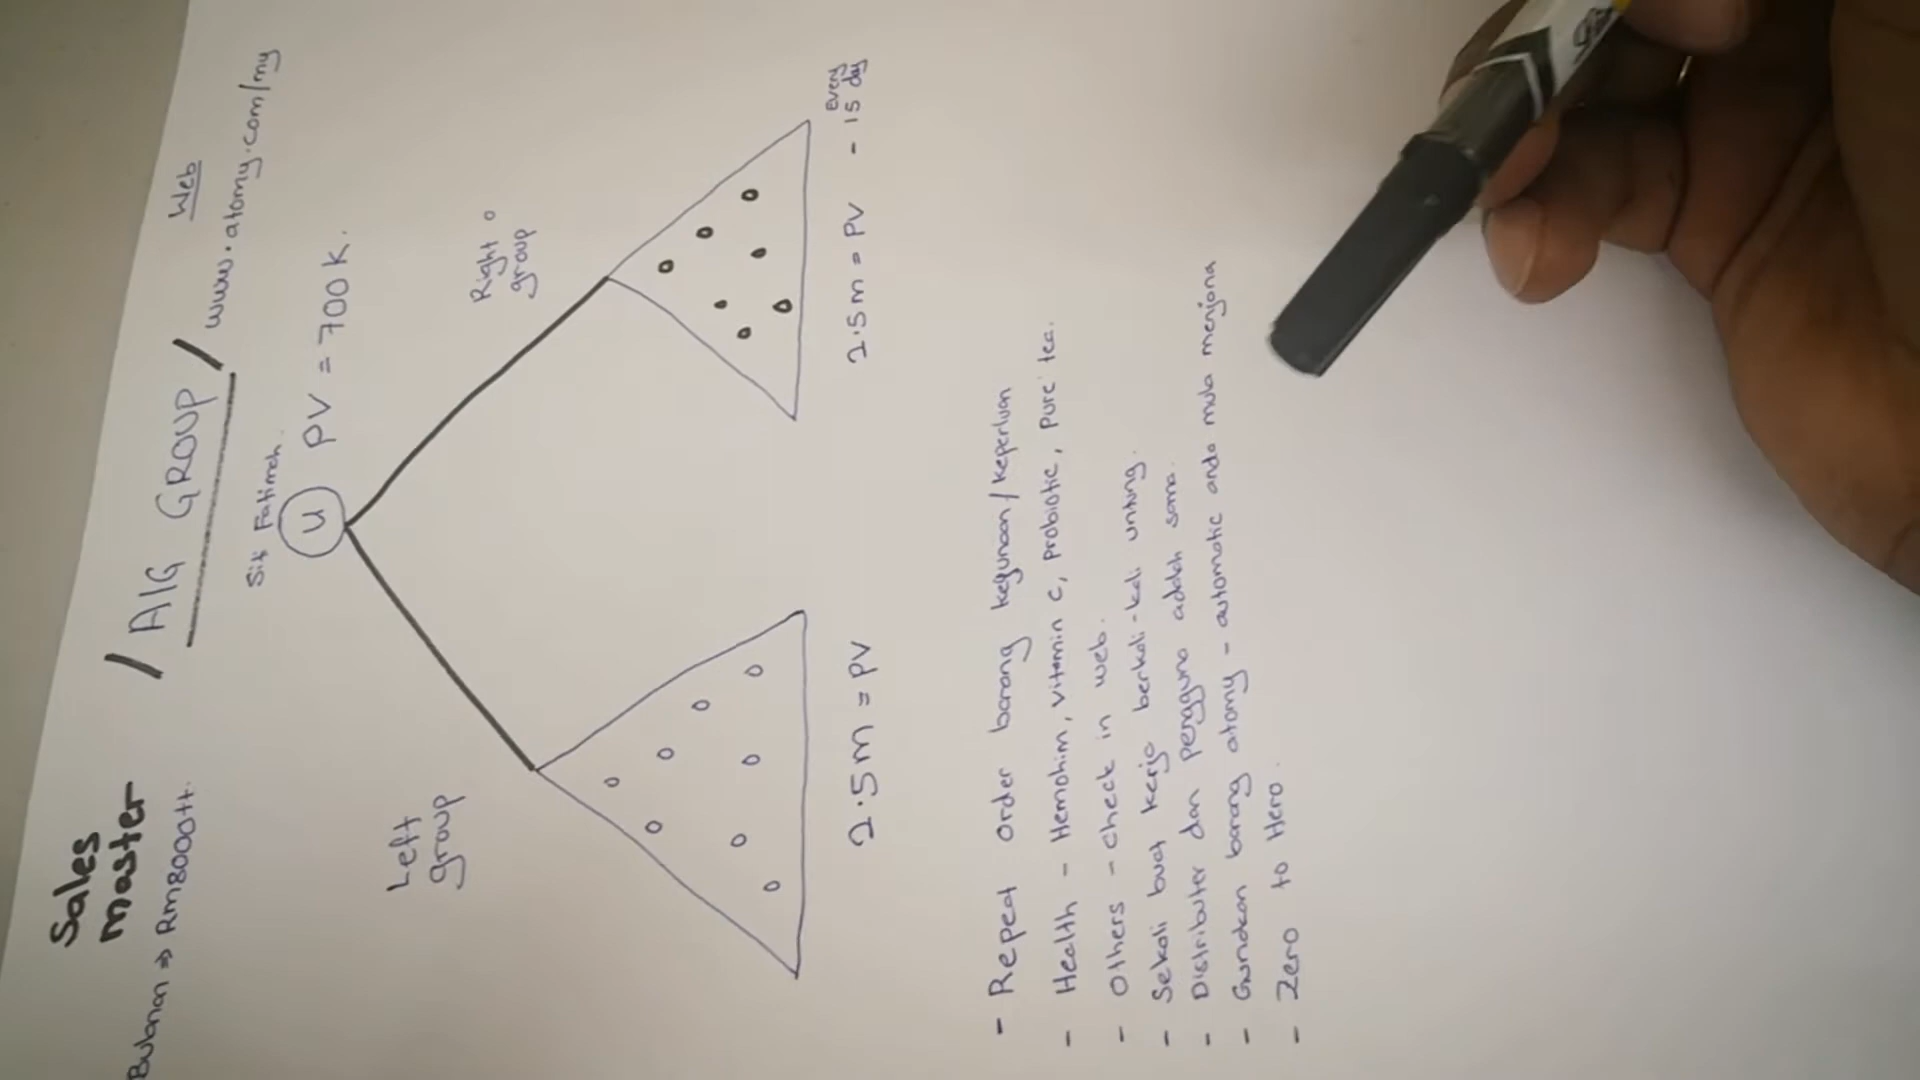 Sales
master
/ AIG GROUP /
Web
www.atomy.com/my
Bulanan ⇒ Rm8000++.
Siti Fatimah.
U PV = 700K.
Left
group
Right
group
2.5m = PV
2.5m = PV - 15 day
Every
- Repeat order barang kegunaan/keperluan
- Health - Hemohim, vitamin c, probiotic, pure tea.
- Others - check in web.
- Sekali buat kerja berkali-kali untung.
- Distributer dan pengguna adalah sama.
- Gunakan barang atomy - automatic anda mula menjana
- Zero to Hero.